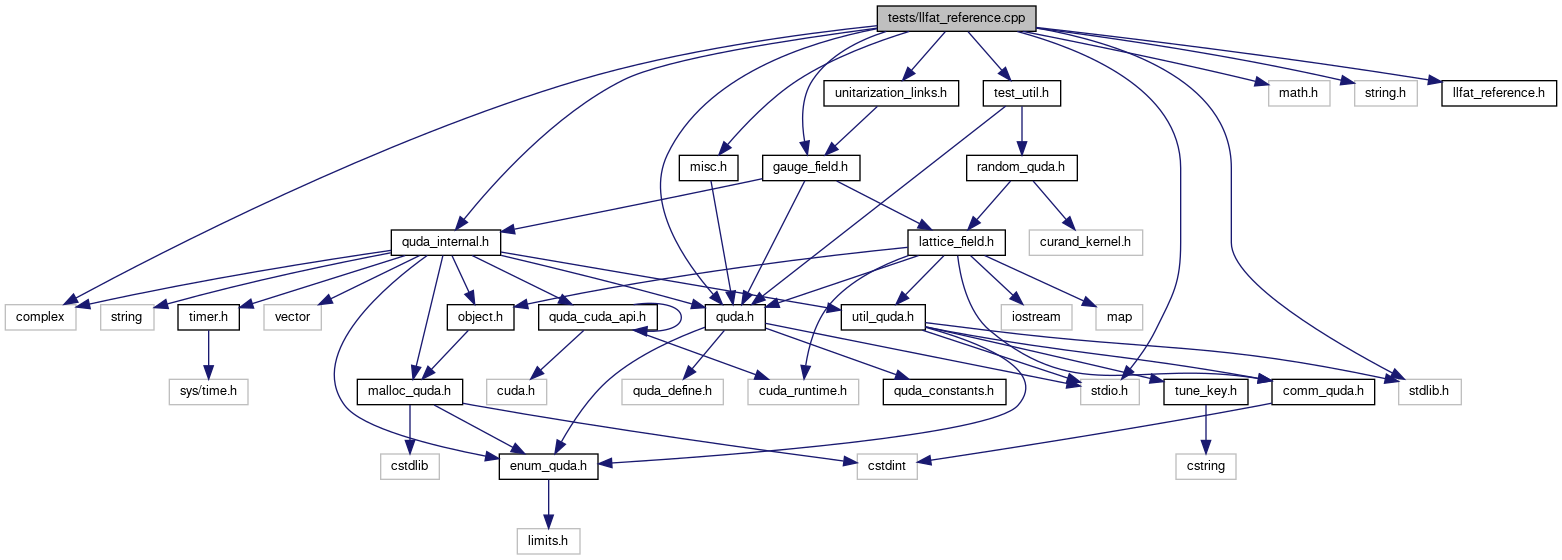 tests/llfat_reference.cpp
unitarization_links.h
test_util.h
math.h
string.h
llfat_reference.h
misc.h
gauge_field.h
random_quda.h
quda_internal.h
lattice_field.h
curand_kernel.h
complex
string
timer.h
vector
object.h
quda_cuda_api.h
quda.h
util_quda.h
iostream
map
sys/time.h
malloc_quda.h
cuda.h
quda_define.h
cuda_runtime.h
quda_constants.h
stdio.h
tune_key.h
comm_quda.h
stdlib.h
cstdlib
enum_quda.h
cstdint
cstring
limits.h